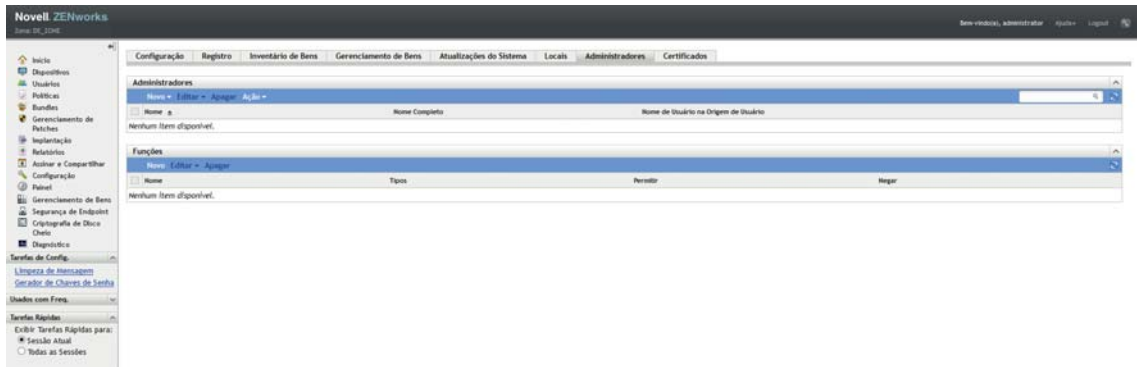 Novell ZENworks
Zona: DE_ZONE
Bem-vindo(a), administrator Ajuda Logout
Início
Dispositivos
Usuários
Políticas
Bundles
Gerenciamento de
Patches
Implantação
Relatórios
Assinar e Compartilhar
Configuração
Painel
Gerenciamento de Bens
Segurança de Endpoint
Criptografia de Disco
Cheio
Diagnóstico
Tarefas de Config.
Limpeza de Mensagem
Gerador de Chaves de Senha
Usados com Freq.
Tarefas Rápidas
Exibir Tarefas Rápidas para:
Sessão Atual
Todas as Sessões
Configuração Registro Inventário de Bens Gerenciamento de Bens Atualizações do Sistema Locais Administradores Certificados
Administradores
Novo Editar Apagar Ação
Nome Nome Completo Nome de Usuário na Origem de Usuário
Nenhum item disponível.
Funções
Novo Editar Apagar
Nome Tipos Permitir Negar
Nenhum item disponível.